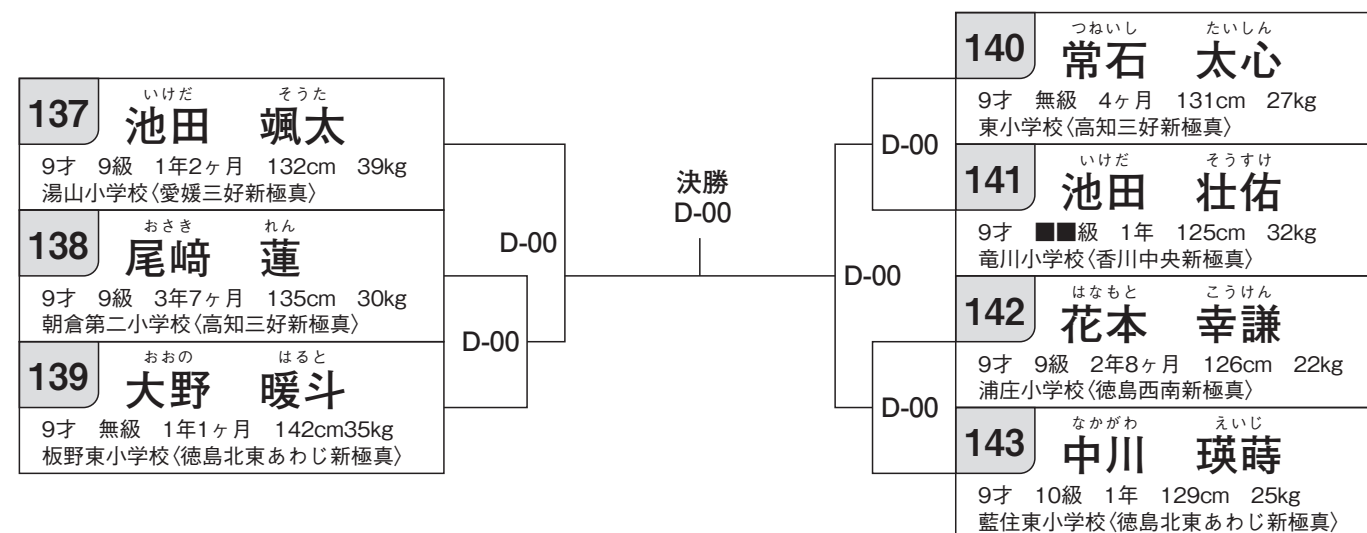 いけだ そうた
137 池田 颯太
9才 9級 1年2ヶ月 132cm 39kg
湯山小学校〈愛媛三好新極真〉
おさき れん
138 尾﨑 蓮
9才 9級 3年7ヶ月 135cm 30kg
朝倉第二小学校〈高知三好新極真〉
おおの はると
139 大野 暖斗
9才 無級 1年1ヶ月 142cm35kg
板野東小学校〈徳島北東あわじ新極真〉
D-00
D-00
決勝
D-00
D-00
D-00
D-00
つねいし たいしん
140 常石 太心
9才 無級 4ヶ月 131cm 27kg
東小学校〈高知三好新極真〉
いけだ そうすけ
141 池田 壮佑
9才 ■■級 1年 125cm 32kg
竜川小学校〈香川中央新極真〉
はなもと こうけん
142 花本 幸謙
9才 9級 2年8ヶ月 126cm 22kg
浦庄小学校〈徳島西南新極真〉
なかがわ えいじ
143 中川 瑛蒔
9才 10級 1年 129cm 25kg
藍住東小学校〈徳島北東あわじ新極真〉